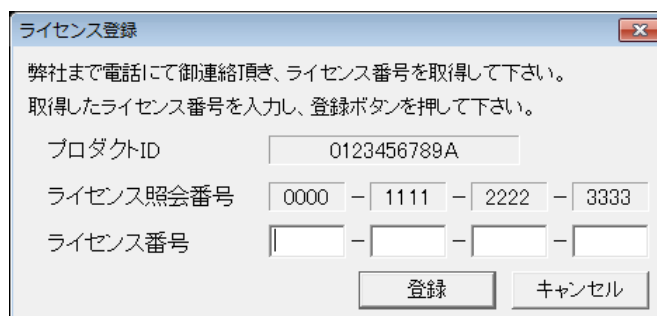 ライセンス登録
弊社まで電話にて御連絡頂き、ライセンス番号を取得して下さい。
取得したライセンス番号を入力し、登録ボタンを押して下さい。
プロダクトID 0123456789A
ライセンス照会番号 0000 － 1111 － 2222 － 3333
ライセンス番号 － － －
登録 キャンセル